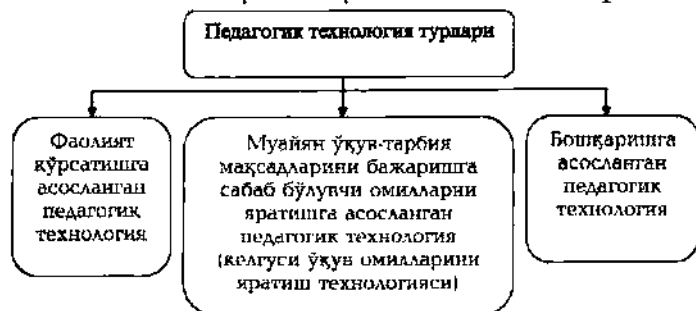 Педагогик технология турлари
Фаолият
кўрсатишга
асосланган
педагогик
технология
Муайян ўқув-тарбия
мақсадларини бажаришга
сабаб бўлувчи омилларни
яратишга асосланган
педагогик технология
(келгуси ўқув омилларини
яратиш технологияси)
Бошқаришга
асосланган
педагогик
технология